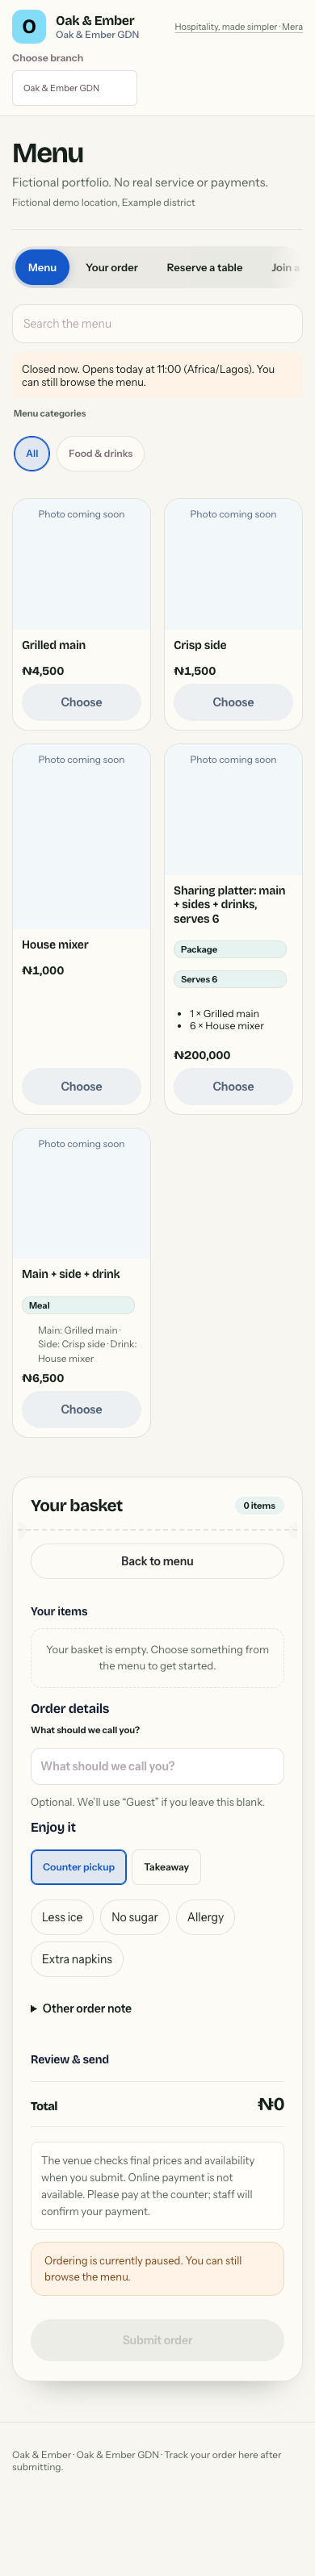 O
Oak & Ember
Oak & Ember GDN
Hospitality, made simpler · Mera
Choose branch
Oak & Ember GDN
Menu
Fictional portfolio. No real service or payments.
Fictional demo location, Example district
Menu
Your order
Reserve a table
Join a
Search the menu
Closed now. Opens today at 11:00 (Africa/Lagos). You
can still browse the menu.
Menu categories
All
Food & drinks
Photo coming soon
Grilled main
₦4,500
Choose
Photo coming soon
Crisp side
₦1,500
Choose
Photo coming soon
House mixer
₦1,000
Choose
Photo coming soon
Sharing platter: main
+ sides + drinks,
serves 6
Package
Serves 6
• 1 × Grilled main
• 6 × House mixer
₦200,000
Choose
Photo coming soon
Main + side + drink
Meal
Main: Grilled main ·
Side: Crisp side · Drink:
House mixer
₦6,500
Choose
Your basket
0 items
Back to menu
Your items
Your basket is empty. Choose something from
the menu to get started.
Order details
What should we call you?
What should we call you?
Optional. We'll use “Guest” if you leave this blank.
Enjoy it
Counter pickup
Takeaway
Less ice
No sugar
Allergy
Extra napkins
Other order note
Review & send
Total
₦0
The venue checks final prices and availability
when you submit. Online payment is not
available. Please pay at the counter; staff will
confirm your payment.
Ordering is currently paused. You can still
browse the menu.
Submit order
Oak & Ember · Oak & Ember GDN · Track your order here after
submitting.